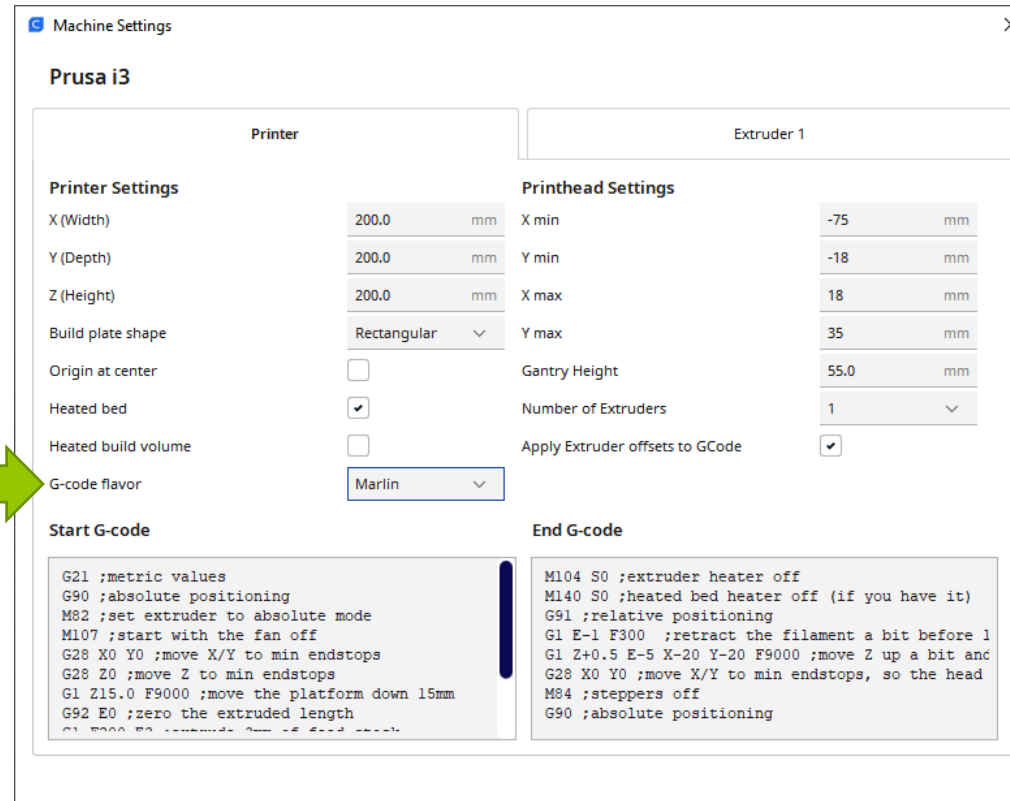 Machine Settings
Prusa i3
Printer
Extruder 1
Printer Settings
X (Width) 200.0 mm
Y (Depth) 200.0 mm
Z (Height) 200.0 mm
Build plate shape Rectangular
Origin at center
Heated bed
Heated build volume
G-code flavor Marlin
Printhead Settings
X min -75 mm
Y min -18 mm
X max 18 mm
Y max 35 mm
Gantry Height 55.0 mm
Number of Extruders 1
Apply Extruder offsets to GCode
Start G-code
G21 ;metric values
G90 ;absolute positioning
M82 ;set extruder to absolute mode
M107 ;start with the fan off
G28 X0 Y0 ;move X/Y to min endstops
G28 Z0 ;move Z to min endstops
G1 Z15.0 F9000 ;move the platform down 15mm
G92 E0 ;zero the extruded length
End G-code
M104 S0 ;extruder heater off
M140 S0 ;heated bed heater off (if you have it)
G91 ;relative positioning
G1 E-1 F300  ;retract the filament a bit before l
G1 Z+0.5 E-5 X-20 Y-20 F9000 ;move Z up a bit and
G28 X0 Y0 ;move X/Y to min endstops, so the head
M84 ;steppers off
G90 ;absolute positioning